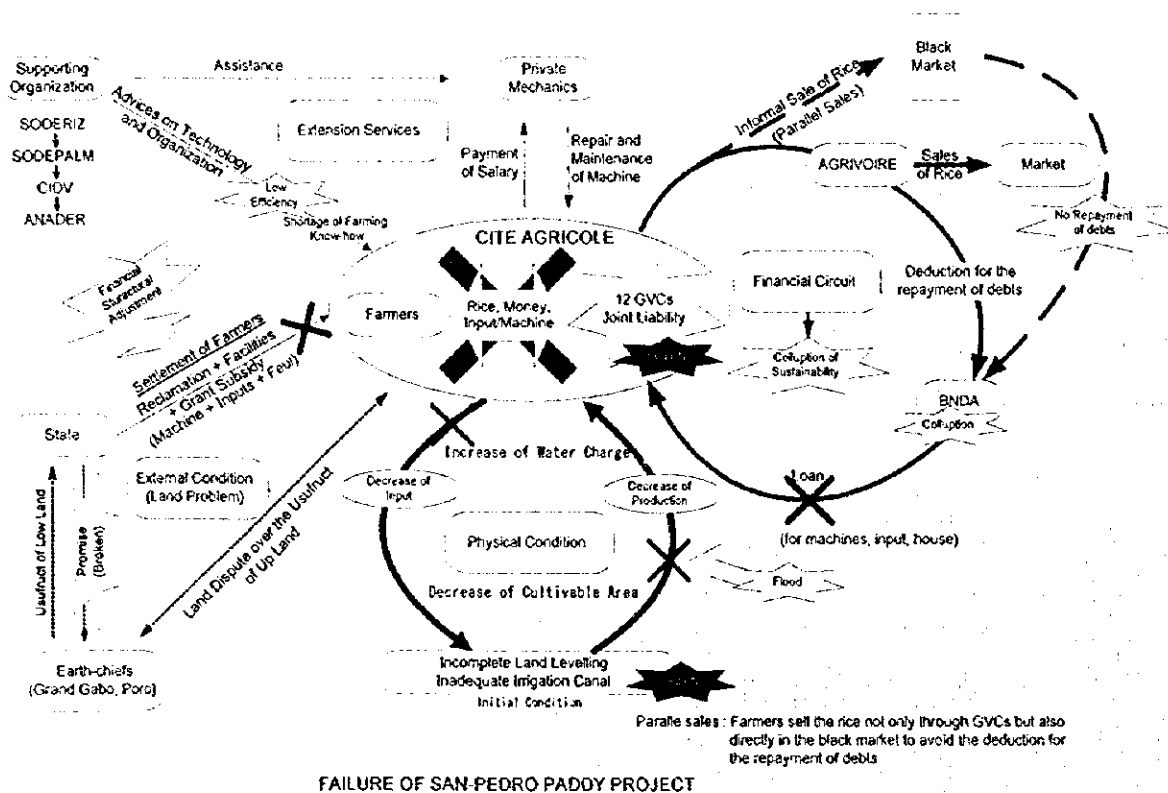 Supporting
Organization
Assistance
Private
Mechanics
Black
Market
SODERIZ
SODEPALM
CIDV
ANADER
Advices on Technology
and Organization
Extension Services
Low
Efficiency
Shortage of Farming
Know-how
Payment
of Salary
Repair and
Maintenance
of Machine
Informal Sale of Rice
(Parallel Sales)
AGRIVOIRE
Sales
of Rice
Market
No Repayment
of debts
Deduction for the
repayment of debts
CITE AGRICOLE
Farmers
Rice, Money,
Input/Machine
12 GVCs
Joint Liability
Financial Circuit
Colluption of
Sustainability
BNDA
Colluption
Financial
Sturactural
Adjustment
Settlement of Farmers
Reclamation + Facilities
+ Grant Subsidy
(Machine + Inputs + Feul)
State
External Condition
(Land Problem)
Usufruct of Low Land
Promise
(Broken)
Land Dispute over the Usufruct
of Up Land
Earth-chiefs
(Grand Gabo, Poro)
Increase of Water Charge
Decrease of
Input
Decrease of
Production
Physical Condition
Decrease of Cultivable Area
Loan
(for machines, input, house)
Flood
Incomplete Land Levelling
Inadequate Irrigation Canal
Initial Condition
Paralle sales : Farmers sell the rice not only through GVCs but also
directly in the black market to avoid the deduction for
the repayment of debts
FAILURE OF SAN-PEDRO PADDY PROJECT